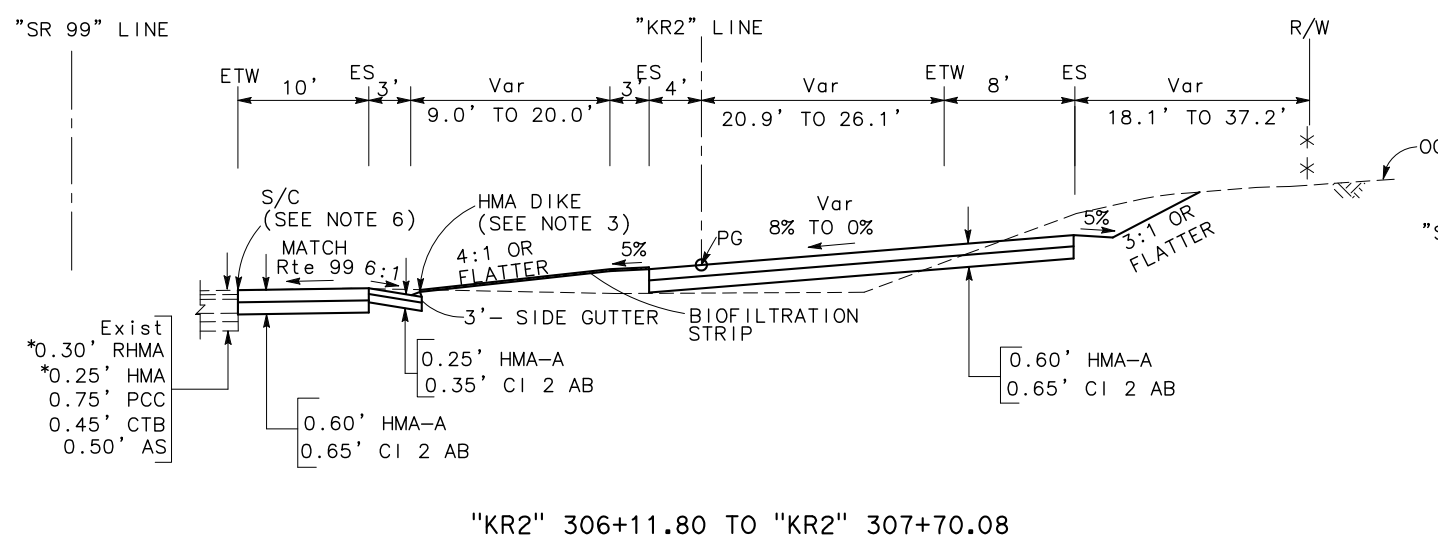 "SR 99" LINE
"KR2" LINE
R/W
ETW
ES
ES
ETW
ES
10'
3'
Var
3'
4'
Var
8'
Var
9.0' TO 20.0'
20.9' TO 26.1'
18.1' TO 37.2'
S/C
(SEE NOTE 6)
HMA DIKE
(SEE NOTE 3)
MATCH
Rte 99
6:1
4:1 OR
FLATTER
5%
PG
Var
8% TO 0%
5%
3:1 OR
FLATTER
3'- SIDE GUTTER
BIOFILTRATION
STRIP
Exist
*0.30' RHMA
*0.25' HMA
0.75' PCC
0.45' CTB
0.50' AS
0.60' HMA-A
0.65' Cl 2 AB
0.25' HMA-A
0.35' Cl 2 AB
0.60' HMA-A
0.65' Cl 2 AB
"KR2" 306+11.80 TO "KR2" 307+70.08